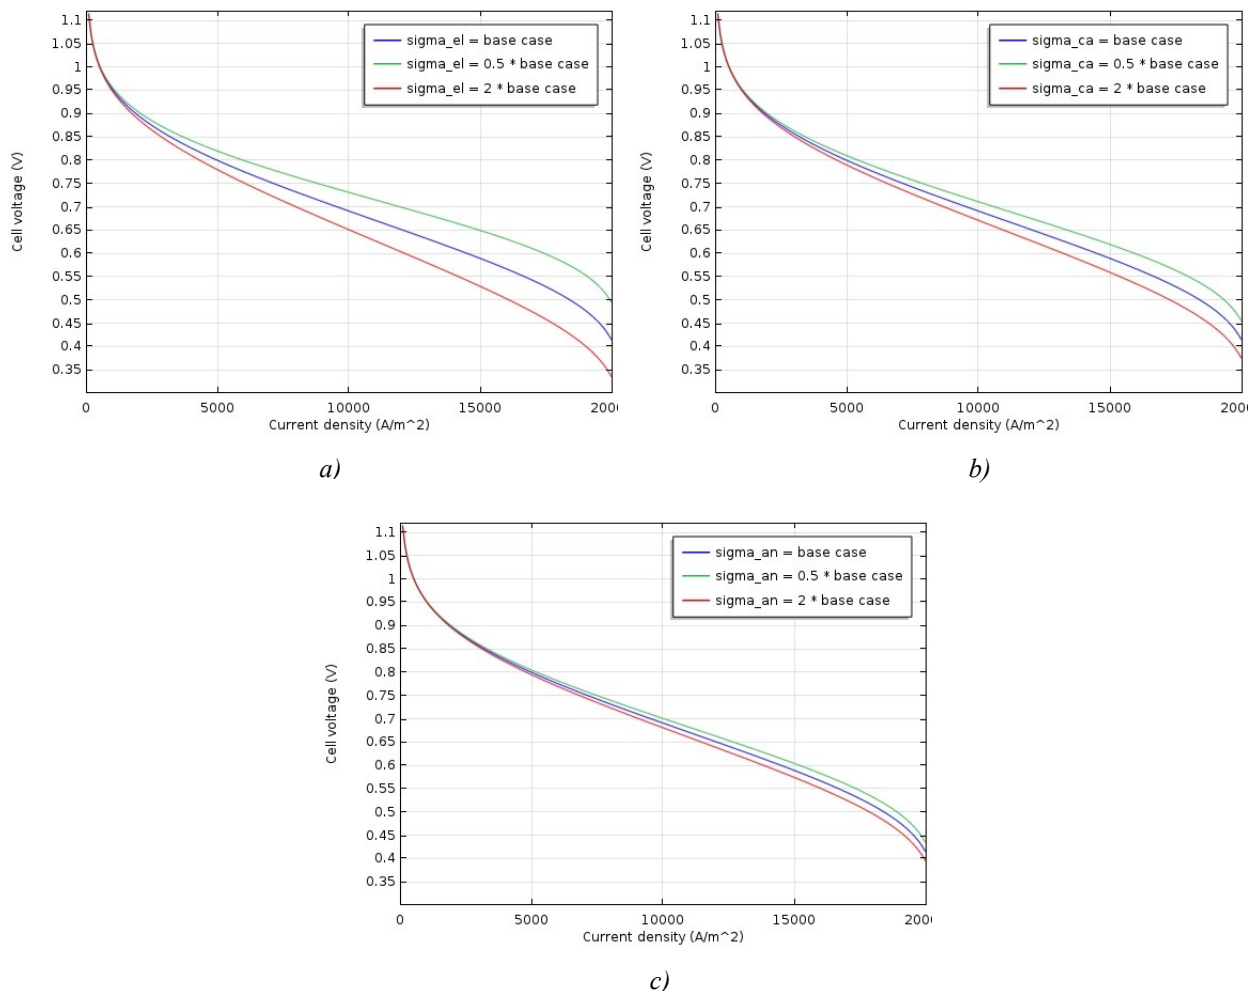 1.1
1.05
1
0.95
0.9
0.85
0.8
0.75
0.7
0.65
0.6
0.55
0.5
0.45
0.4
0.35
Cell voltage (V)
sigma_el = base case
sigma_el = 0.5 * base case
sigma_el = 2 * base case
0 5000 10000 15000 2000
Current density (A/m^2)
a)
1.1
1.05
1
0.95
0.9
0.85
0.8
0.75
0.7
0.65
0.6
0.55
0.5
0.45
0.4
0.35
Cell voltage (V)
sigma_ca = base case
sigma_ca = 0.5 * base case
sigma_ca = 2 * base case
0 5000 10000 15000 2000
Current density (A/m^2)
b)
1.1
1.05
1
0.95
0.9
0.85
0.8
0.75
0.7
0.65
0.6
0.55
0.5
0.45
0.4
0.35
Cell voltage (V)
sigma_an = base case
sigma_an = 0.5 * base case
sigma_an = 2 * base case
0 5000 10000 15000 2000
Current density (A/m^2)
c)